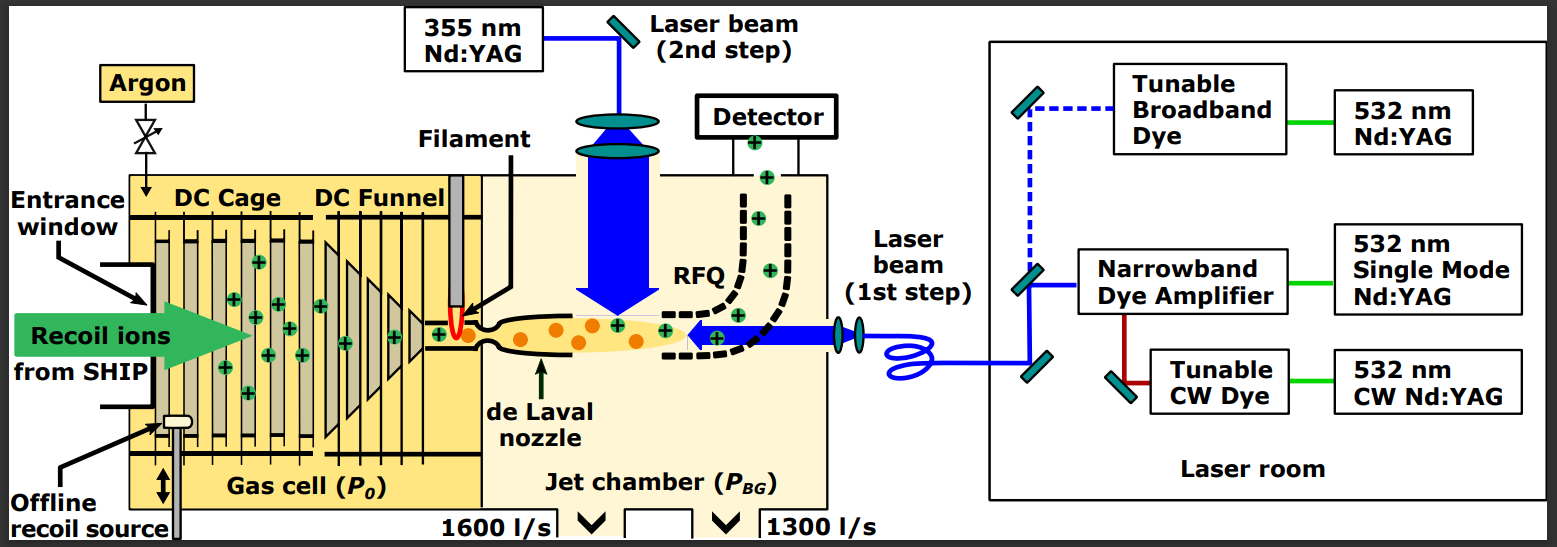 355 nm
Nd:YAG
Laser beam
(2nd step)
Argon
Filament
Detector
Entrance
window
DC Cage
DC Funnel
RFQ
Recoil ions
from SHIP
de Laval
nozzle
Offline
recoil source
Gas cell (P0)
Jet chamber (PBG)
1600 l/s
1300 l/s
Laser
beam
(1st step)
Tunable
Broadband
Dye
532 nm
Nd:YAG
Narrowband
Dye Amplifier
532 nm
Single Mode
Nd:YAG
Tunable
CW Dye
532 nm
CW Nd:YAG
Laser room